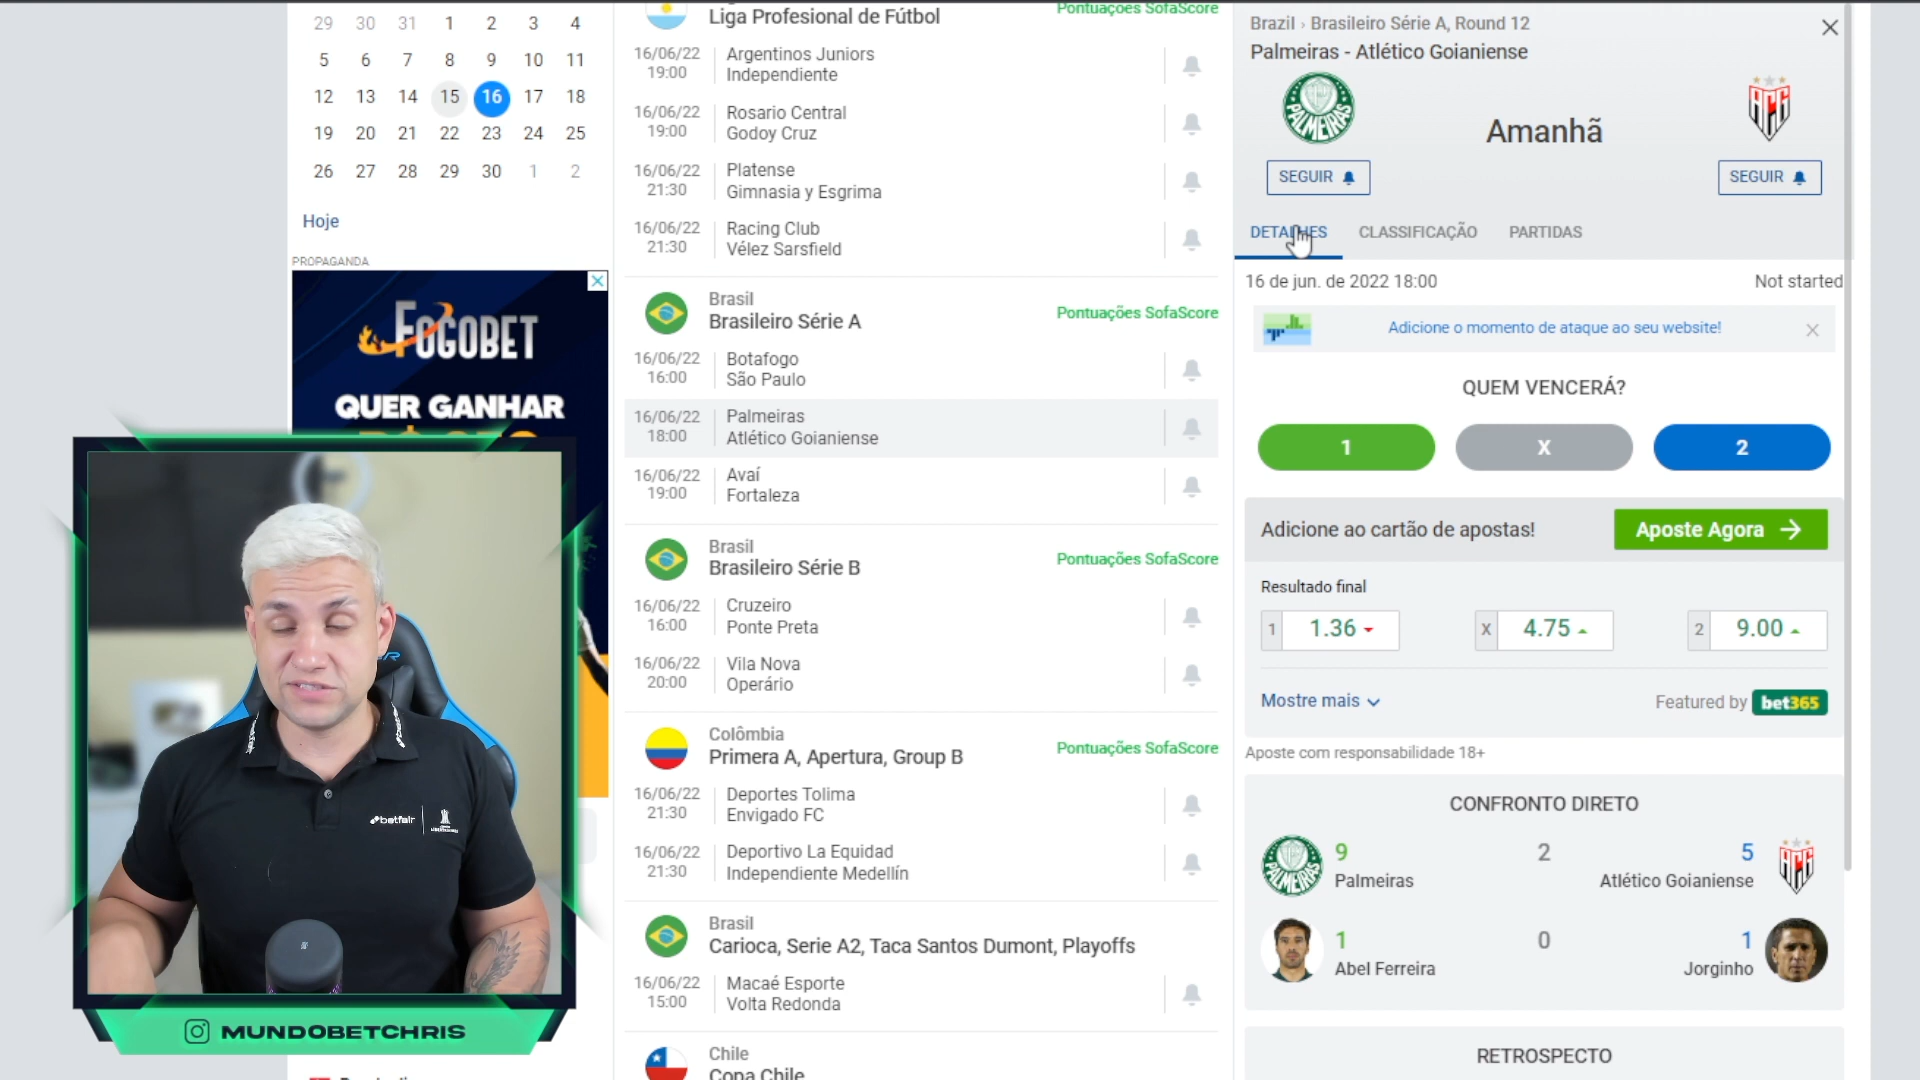 29 30 31 1 2 3 4
5 6 7 8 9 10 11
12 13 14 15 16 17 18
19 20 21 22 23 24 25
26 27 28 29 30 1 2
Hoje
PROPAGANDA
FOGOBET
QUER GANHAR
betfair
LIBERTADORES
MUNDOBETCHRIS
Liga Profesional de Fútbol
Pontuações SofaScore
16/06/22 Argentinos Juniors
19:00 Independiente
16/06/22 Rosario Central
19:00 Godoy Cruz
16/06/22 Platense
21:30 Gimnasia y Esgrima
16/06/22 Racing Club
21:30 Vélez Sarsfield
Brasil
Brasileiro Série A
Pontuações SofaScore
16/06/22 Botafogo
16:00 São Paulo
16/06/22 Palmeiras
18:00 Atlético Goianiense
16/06/22 Avaí
19:00 Fortaleza
Brasil
Brasileiro Série B
Pontuações SofaScore
16/06/22 Cruzeiro
16:00 Ponte Preta
16/06/22 Vila Nova
20:00 Operário
Colômbia
Primera A, Apertura, Group B
Pontuações SofaScore
16/06/22 Deportes Tolima
21:30 Envigado FC
16/06/22 Deportivo La Equidad
21:30 Independiente Medellín
Brasil
Carioca, Serie A2, Taca Santos Dumont, Playoffs
16/06/22 Macaé Esporte
15:00 Volta Redonda
Chile
Copa Chile
Brazil › Brasileiro Série A, Round 12
Palmeiras - Atlético Goianiense
PALMEIRAS
ACG
Amanhã
SEGUIR
SEGUIR
DETALHES CLASSIFICAÇÃO PARTIDAS
16 de jun. de 2022 18:00 Not started
Adicione o momento de ataque ao seu website!
QUEM VENCERÁ?
1 X 2
Adicione ao cartão de apostas! Aposte Agora
Resultado final
1 1.36 X 4.75 2 9.00
Mostre mais Featured by bet365
Aposte com responsabilidade 18+
CONFRONTO DIRETO
PALMEIRAS
ACG
9 2 5
Palmeiras Atlético Goianiense
1 0 1
Abel Ferreira Jorginho
RETROSPECTO